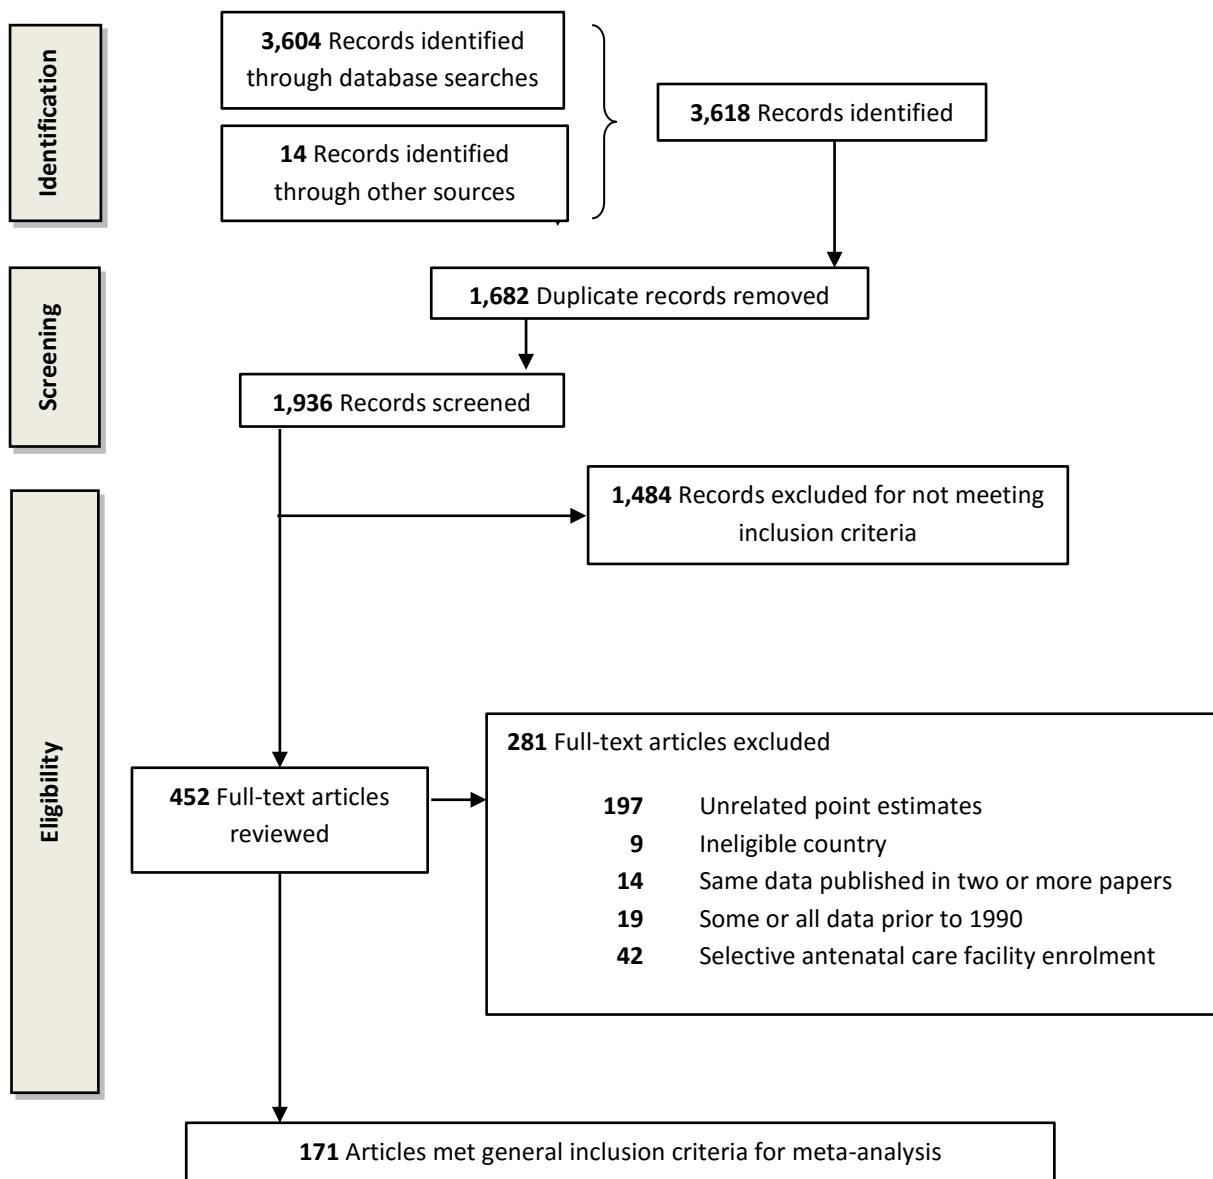 Identification
3,604 Records identified
through database searches
14 Records identified
through other sources
3,618 Records identified
Screening
1,682 Duplicate records removed
1,936 Records screened
Eligibility
1,484 Records excluded for not meeting
inclusion criteria
452 Full-text articles
reviewed
281 Full-text articles excluded
197 Unrelated point estimates
9 Ineligible country
14 Same data published in two or more papers
19 Some or all data prior to 1990
42 Selective antenatal care facility enrolment
171 Articles met general inclusion criteria for meta-analysis